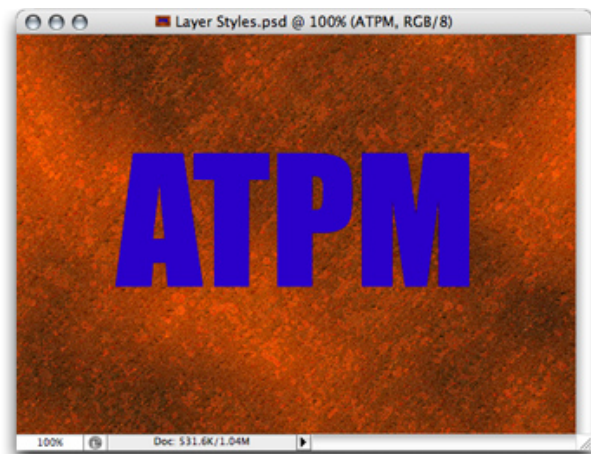 Layer Styles.psd @ 100% (ATPM, RGB/8)
ATPM
100% Doc: 531.6K/1.04M